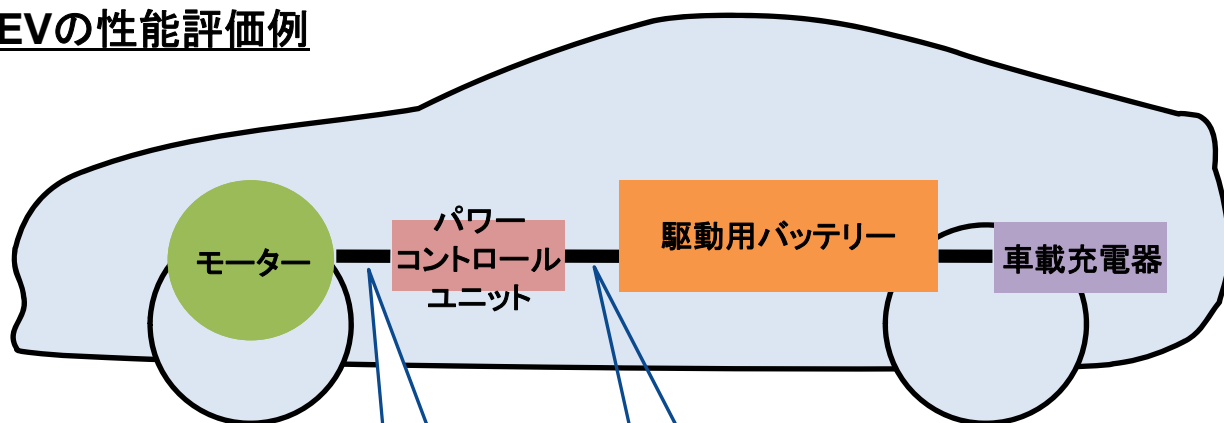 EVの性能評価例
モーター
パワー
コントロール
ユニット
駆動用バッテリー
車載充電器